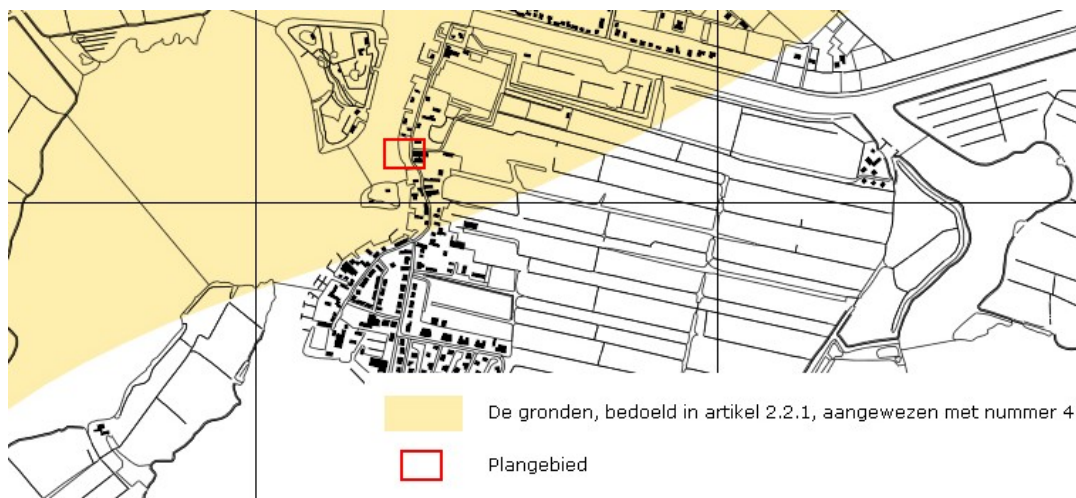 De gronden, bedoeld in artikel 2.2.1, aangewezen met nummer 4
Plangebied